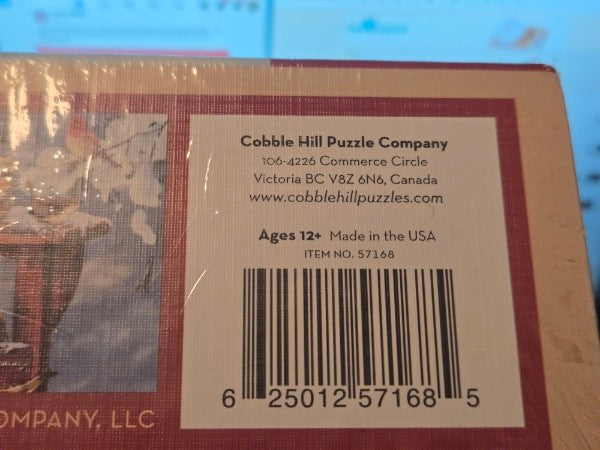 Cobble Hill Puzzle Company
106-4226 Commerce Circle
Victoria BC V8Z 6N6, Canada
www.cobblehillpuzzles.com
Ages 12+ Made in the USA
ITEM NO. 57168
6 25012 57168 5
COMPANY, LLC